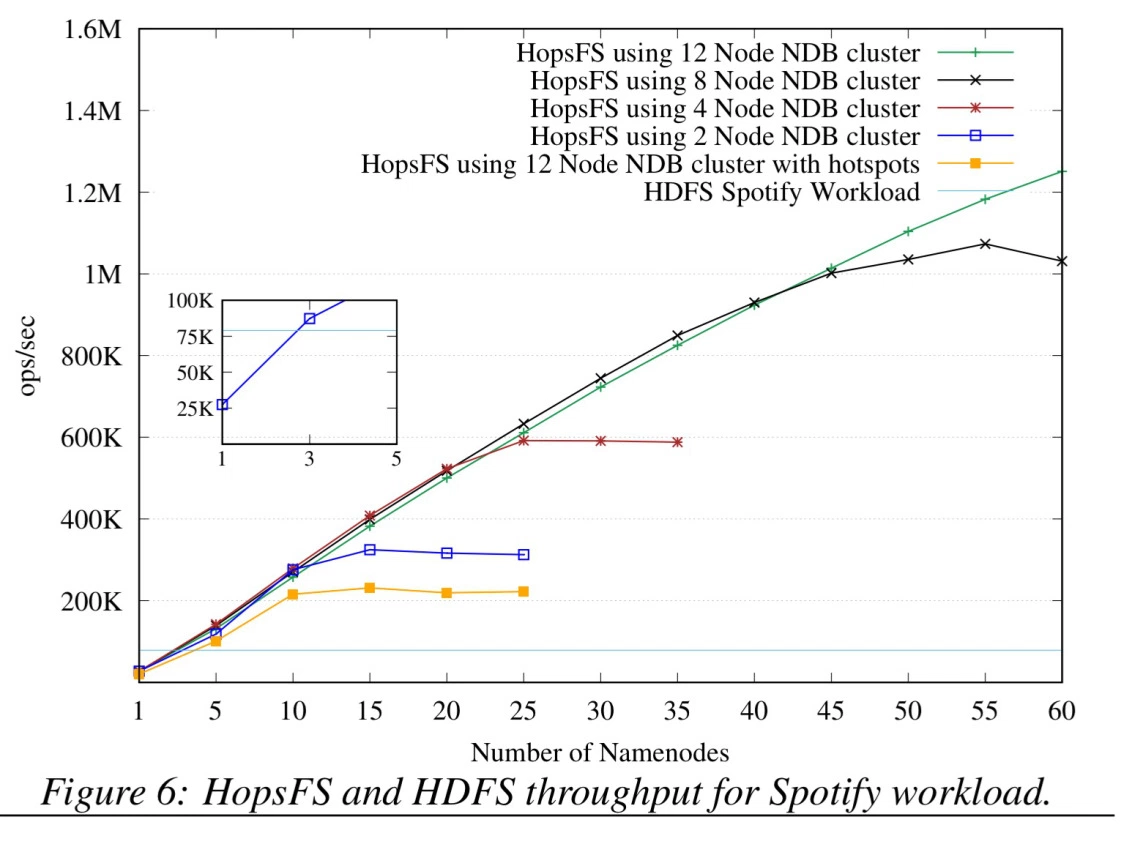 1.6M
1.4M
1.2M
1M
800K
600K
400K
200K
ops/sec
HopsFS using 12 Node NDB cluster
HopsFS using 8 Node NDB cluster
HopsFS using 4 Node NDB cluster
HopsFS using 2 Node NDB cluster
HopsFS using 12 Node NDB cluster with hotspots
HDFS Spotify Workload
100K
75K
50K
25K
1 3 5
1 5 10 15 20 25 30 35 40 45 50 55 60
Number of Namenodes
Figure 6: HopsFS and HDFS throughput for Spotify workload.